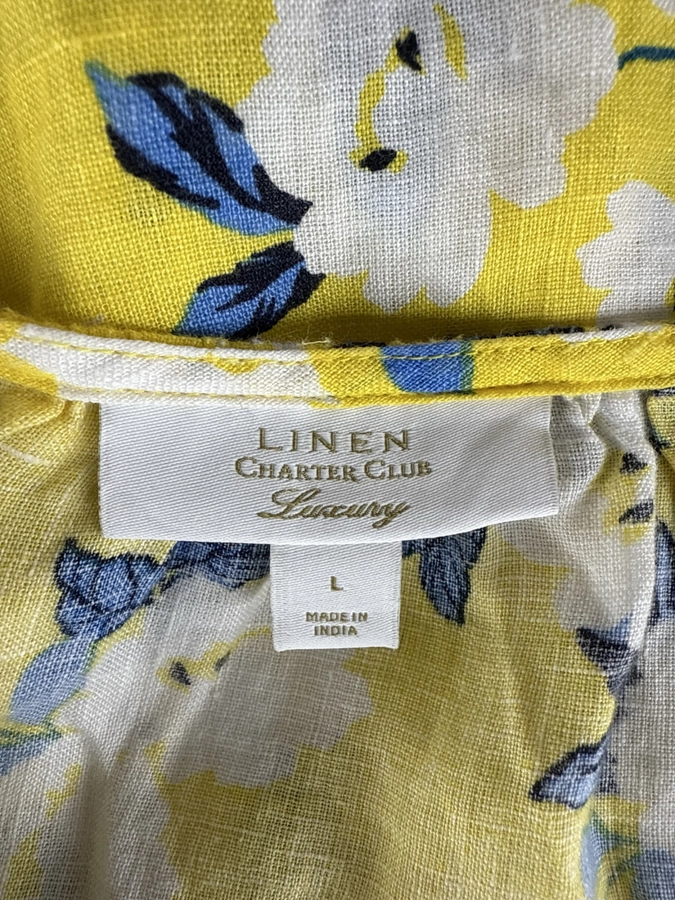 LINEN
CHARTER CLUB
Luxury
L
MADE IN
INDIA